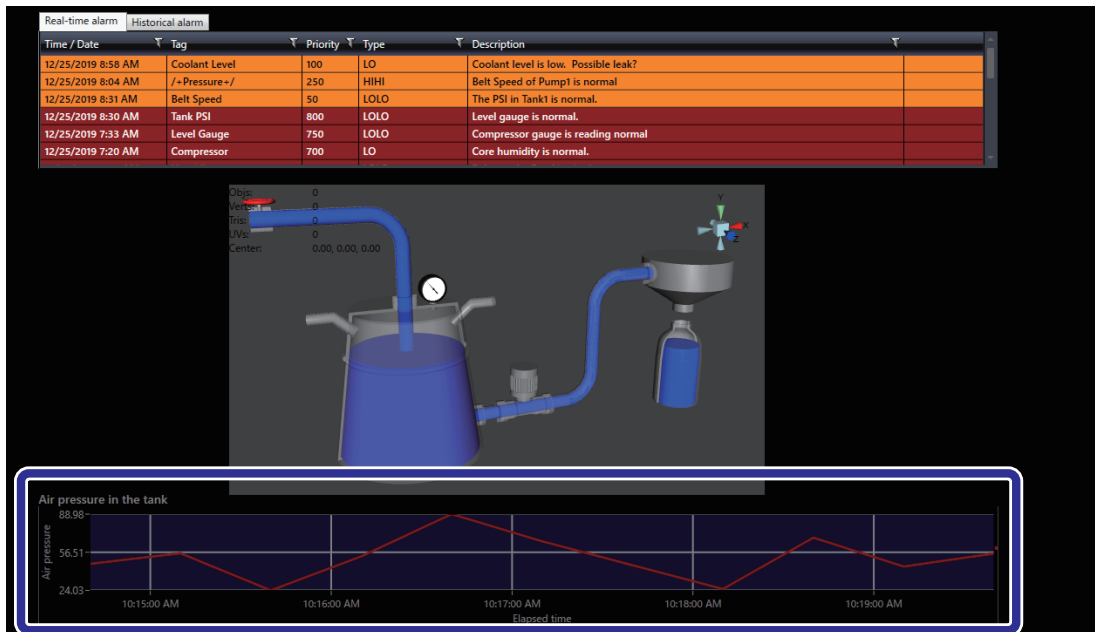 Real-time alarm Historical alarm
Time / Date Tag Priority Type Description
12/25/2019 8:58 AM Coolant Level 100 LO Coolant level is low. Possible leak?
12/25/2019 8:04 AM /+Pressure+/ 250 HIHI Belt Speed of Pump1 is normal
12/25/2019 8:31 AM Belt Speed 50 LOLO The PSI in Tank1 is normal.
12/25/2019 8:30 AM Tank PSI 800 LOLO Level gauge is normal.
12/25/2019 7:33 AM Level Gauge 750 LOLO Compressor gauge is reading normal
12/25/2019 7:20 AM Compressor 700 LO Core humidity is normal.
Objs: 0
0
Tris: 0
UVs: 0
Center: 0.00, 0.00, 0.00
Y
X
Z
Air pressure in the tank
88.98
56.51
24.03
Air pressure
10:15:00 AM 10:16:00 AM 10:17:00 AM 10:18:00 AM 10:19:00 AM
Elapsed time